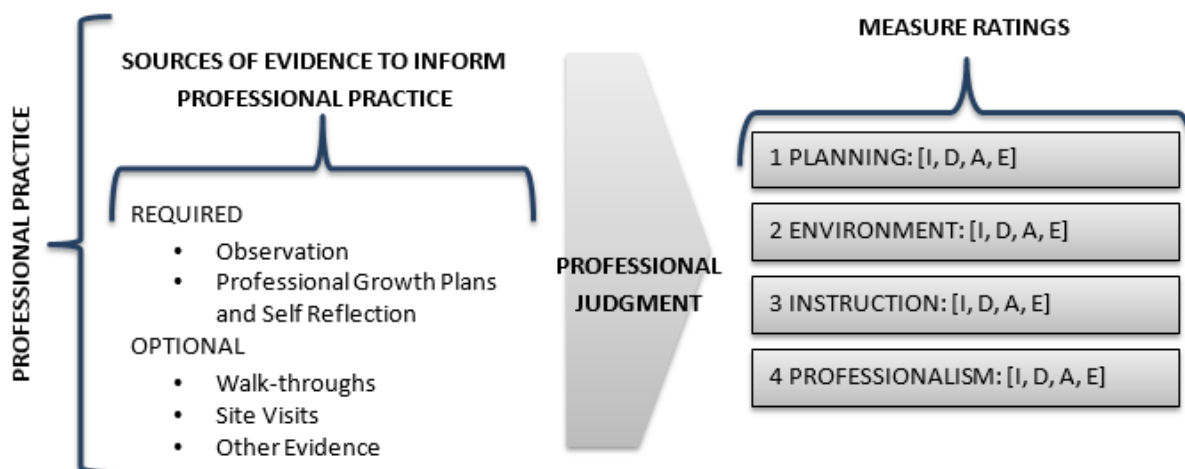 PROFESSIONAL PRACTICE
SOURCES OF EVIDENCE TO INFORM
PROFESSIONAL PRACTICE
REQUIRED
• Observation
• Professional Growth Plans
and Self Reflection
OPTIONAL
• Walk-throughs
• Site Visits
• Other Evidence
PROFESSIONAL
JUDGMENT
MEASURE RATINGS
1 PLANNING: [I, D, A, E]
2 ENVIRONMENT: [I, D, A, E]
3 INSTRUCTION: [I, D, A, E]
4 PROFESSIONALISM: [I, D, A, E]